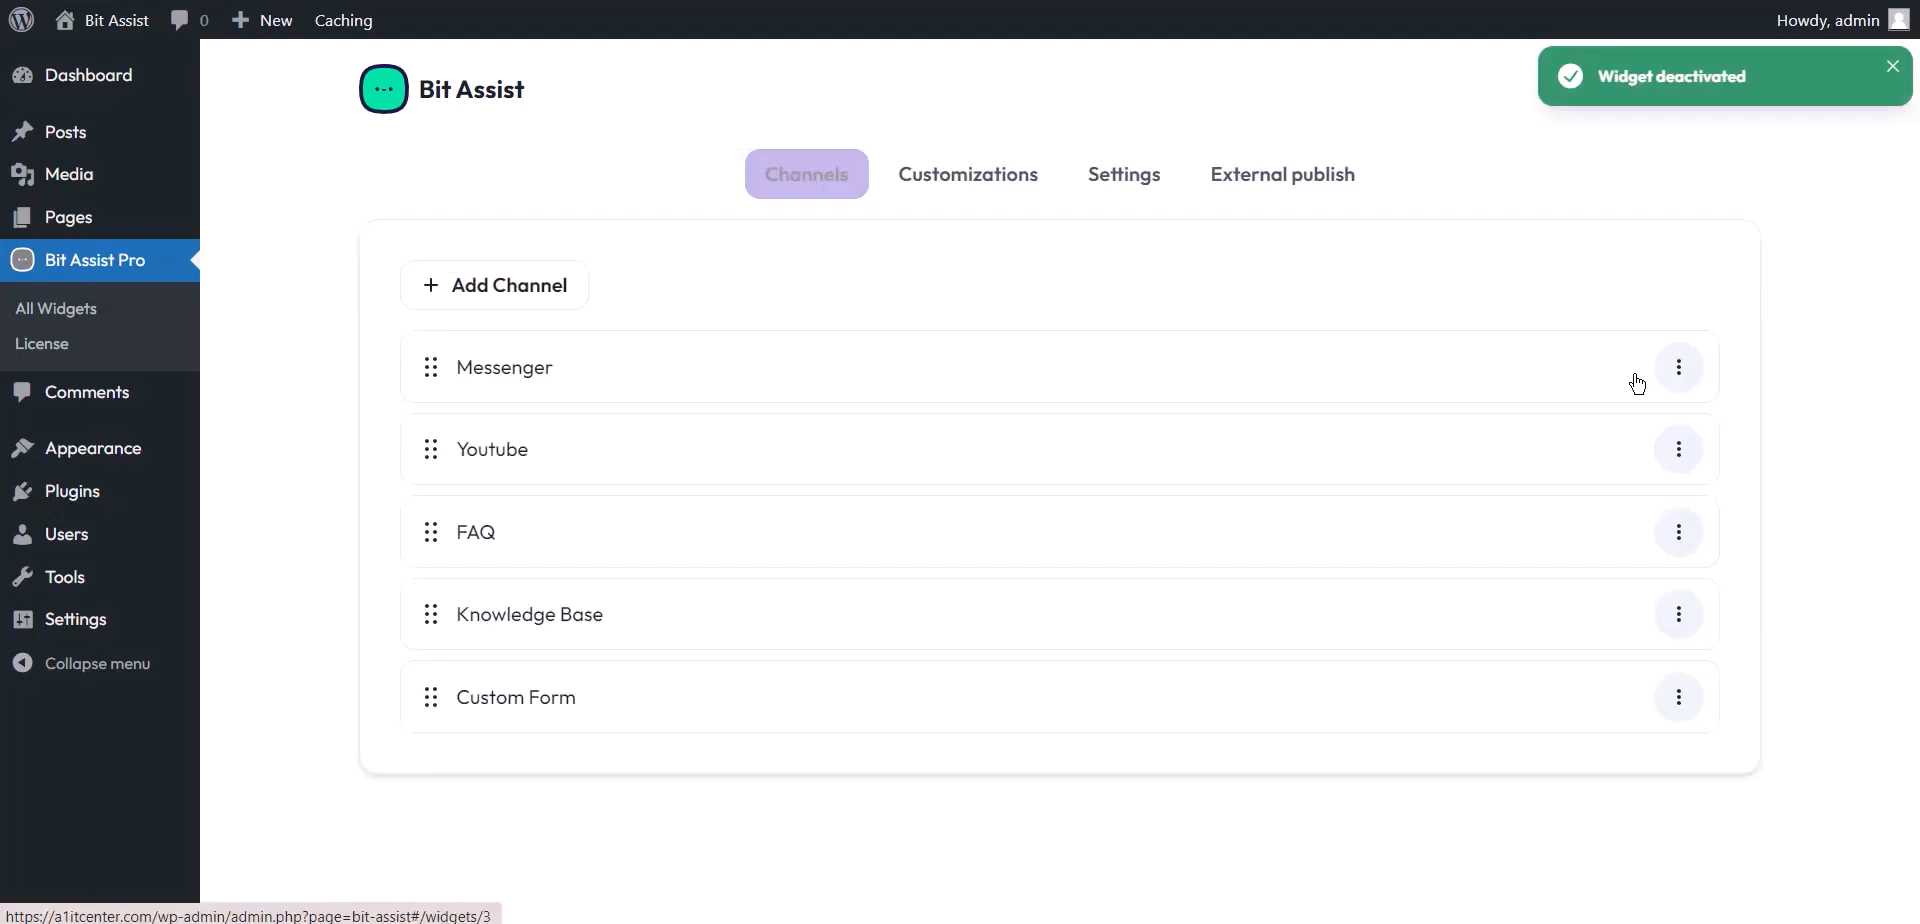 Bit Assist
0
New
Caching
Howdy, admin
Dashboard
Posts
Media
Pages
Bit Assist Pro
All Widgets
License
Comments
Appearance
Plugins
Users
Tools
Settings
Collapse menu
Bit Assist
Widget deactivated
Channels
Customizations
Settings
External publish
+ Add Channel
Messenger
Youtube
FAQ
Knowledge Base
Custom Form
https://a1itcenter.com/wp-admin/admin.php?page=bit-assist#/widgets/3